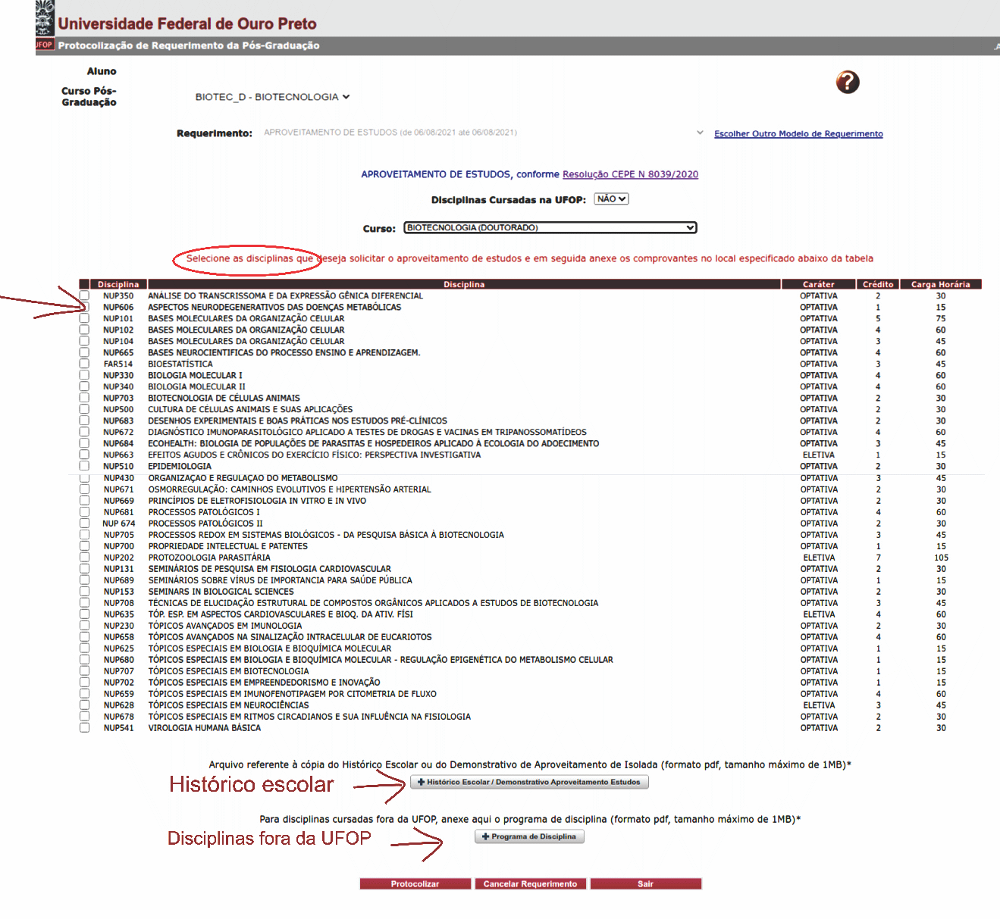 Universidade Federal de Ouro Preto
UFOP Protocolização de Requerimento da Pós-Graduação
Aluno
Curso Pós-
Graduação
BIOTEC_D - BIOTECNOLOGIA
Requerimento: APROVEITAMENTO DE ESTUDOS (de 06/08/2021 até 06/08/2021) Escolher Outro Modelo de Requerimento
APROVEITAMENTO DE ESTUDOS, conforme Resolução CEPE N 8039/2020
Disciplinas Cursadas na UFOP: NÃO
Curso: BIOTECNOLOGIA (DOUTORADO)
Selecione as disciplinas que deseja solicitar o aproveitamento de estudos e em seguida anexe os comprovantes no local especificado abaixo da tabela
Disciplina Disciplina Caráter Crédito Carga Horária
NUP350 ANÁLISE DO TRANSCRISSOMA E DA EXPRESSÃO GÊNICA DIFERENCIAL OPTATIVA 2 30
NUP606 ASPECTOS NEURODEGENERATIVOS DAS DOENÇAS METABÓLICAS OPTATIVA 1 15
NUP101 BASES MOLECULARES DA ORGANIZAÇÃO CELULAR OPTATIVA 5 75
NUP102 BASES MOLECULARES DA ORGANIZAÇÃO CELULAR OPTATIVA 4 60
NUP104 BASES MOLECULARES DA ORGANIZAÇÃO CELULAR OPTATIVA 3 45
NUP665 BASES NEUROCIENTIFICAS DO PROCESSO ENSINO E APRENDIZAGEM. OPTATIVA 4 60
FAR514 BIOESTATÍSTICA OPTATIVA 3 45
NUP330 BIOLOGIA MOLECULAR I OPTATIVA 4 60
NUP340 BIOLOGIA MOLECULAR II OPTATIVA 4 60
NUP703 BIOTECNOLOGIA DE CÉLULAS ANIMAIS OPTATIVA 2 30
NUP500 CULTURA DE CÉLULAS ANIMAIS E SUAS APLICAÇÕES OPTATIVA 2 30
NUP683 DESENHOS EXPERIMENTAIS E BOAS PRÁTICAS NOS ESTUDOS PRÉ-CLÍNICOS OPTATIVA 2 30
NUP672 DIAGNÓSTICO IMUNOPARASITOLÓGICO APLICADO A TESTES DE DROGAS E VACINAS EM TRIPANOSSOMATÍDEOS OPTATIVA 4 60
NUP684 ECOHEALTH: BIOLOGIA DE POPULAÇÕES DE PARASITAS E HOSPEDEIROS APLICADO À ECOLOGIA DO ADOECIMENTO OPTATIVA 3 45
NUP663 EFEITOS AGUDOS E CRÔNICOS DO EXERCÍCIO FÍSICO: PERSPECTIVA INVESTIGATIVA ELETIVA 1 15
NUP510 EPIDEMIOLOGIA OPTATIVA 2 30
NUP430 ORGANIZAÇÃO E REGULAÇÃO DO METABOLISMO OPTATIVA 3 45
NUP671 OSMORREGULAÇÃO: CAMINHOS EVOLUTIVOS E HIPERTENSÃO ARTERIAL OPTATIVA 2 30
NUP669 PRINCÍPIOS DE ELETROFISIOLOGIA IN VITRO E IN VIVO OPTATIVA 2 30
NUP681 PROCESSOS PATOLÓGICOS I OPTATIVA 4 60
NUP 674 PROCESSOS PATOLÓGICOS II OPTATIVA 2 30
NUP705 PROCESSOS REDOX EM SISTEMAS BIOLÓGICOS - DA PESQUISA BÁSICA À BIOTECNOLOGIA OPTATIVA 3 45
NUP700 PROPRIEDADE INTELECTUAL E PATENTES OPTATIVA 1 15
NUP202 PROTOZOOLOGIA PARASITÁRIA ELETIVA 7 105
NUP131 SEMINÁRIOS DE PESQUISA EM FISIOLOGIA CARDIOVASCULAR OPTATIVA 2 30
NUP689 SEMINÁRIOS SOBRE VÍRUS DE IMPORTANCIA PARA SAÚDE PÚBLICA OPTATIVA 1 15
NUP153 SEMINARS IN BIOLOGICAL SCIENCES OPTATIVA 2 30
NUP708 TÉCNICAS DE ELUCIDAÇÃO ESTRUTURAL DE COMPOSTOS ORGÂNICOS APLICADOS A ESTUDOS DE BIOTECNOLOGIA OPTATIVA 3 45
NUP635 TÓP. ESP. EM ASPECTOS CARDIOVASCULARES E BIOQ. DA ATIV. FÍSI ELETIVA 4 60
NUP230 TÓPICOS AVANÇADOS EM IMUNOLOGIA OPTATIVA 2 30
NUP658 TÓPICOS AVANÇADOS NA SINALIZAÇÃO INTRACELULAR DE EUCARIOTOS OPTATIVA 4 60
NUP625 TÓPICOS ESPECIAIS EM BIOLOGIA E BIOQUÍMICA MOLECULAR OPTATIVA 1 15
NUP680 TÓPICOS ESPECIAIS EM BIOLOGIA E BIOQUÍMICA MOLECULAR - REGULAÇÃO EPIGENÉTICA DO METABOLISMO CELULAR OPTATIVA 1 15
NUP707 TÓPICOS ESPECIAIS EM BIOTECNOLOGIA OPTATIVA 1 15
NUP702 TÓPICOS ESPECIAIS EM EMPREENDEDORISMO E INOVAÇÃO OPTATIVA 1 15
NUP659 TÓPICOS ESPECIAIS EM IMUNOFENOTIPAGEM POR CITOMETRIA DE FLUXO OPTATIVA 4 60
NUP628 TÓPICOS ESPECIAIS EM NEUROCIÊNCIAS ELETIVA 3 45
NUP678 TÓPICOS ESPECIAIS EM RITMOS CIRCADIANOS E SUA INFLUÊNCIA NA FISIOLOGIA OPTATIVA 2 30
NUP541 VIROLOGIA HUMANA BÁSICA OPTATIVA 2 30
Arquivo referente à cópia do Histórico Escolar ou do Demonstrativo de Aproveitamento de Isolada (formato pdf, tamanho máximo de 1MB)*
Histórico escolar + Histórico Escolar / Demonstrativo Aproveitamento Estudos
Para disciplinas cursadas fora da UFOP, anexe aqui o programa de disciplina (formato pdf, tamanho máximo de 1MB)*
Disciplinas fora da UFOP + Programa de Disciplina
Protocolizar Cancelar Requerimento Sair